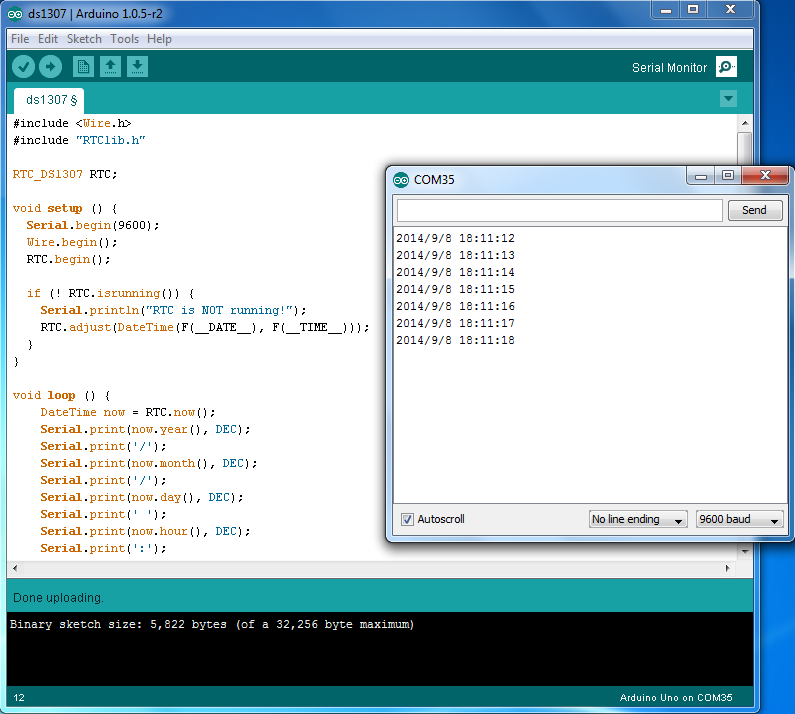 ds1307 | Arduino 1.0.5-r2
File Edit Sketch Tools Help
Serial Monitor
ds1307 §
#include <Wire.h>
#include "RTClib.h"
RTC_DS1307 RTC;
void setup () {
Serial.begin(9600);
Wire.begin();
RTC.begin();
if (! RTC.isrunning()) {
Serial.println("RTC is NOT running!");
RTC.adjust(DateTime(F(__DATE__), F(__TIME__)));
}
}
void loop () {
DateTime now = RTC.now();
Serial.print(now.year(), DEC);
Serial.print('/');
Serial.print(now.month(), DEC);
Serial.print('/');
Serial.print(now.day(), DEC);
Serial.print(' ');
Serial.print(now.hour(), DEC);
Serial.print(':');
Done uploading.
Binary sketch size: 5,822 bytes (of a 32,256 byte maximum)
12
Arduino Uno on COM35
COM35
Send
2014/9/8 18:11:12
2014/9/8 18:11:13
2014/9/8 18:11:14
2014/9/8 18:11:15
2014/9/8 18:11:16
2014/9/8 18:11:17
2014/9/8 18:11:18
Autoscroll
No line ending
9600 baud